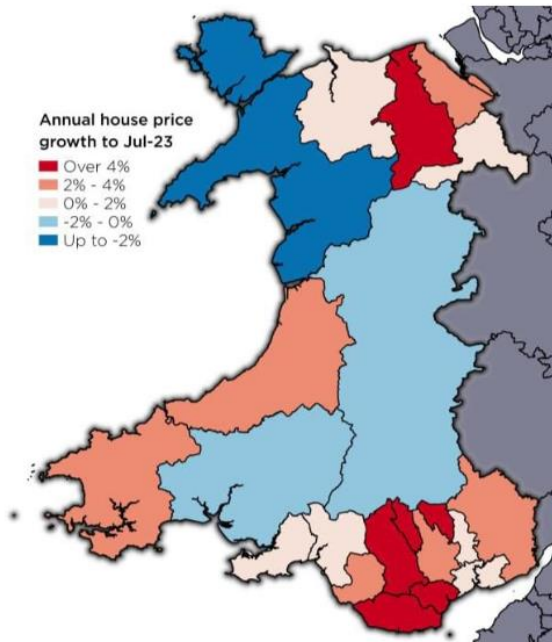 Annual house price
growth to Jul-23
Over 4%
2% - 4%
0% - 2%
-2% - 0%
Up to -2%